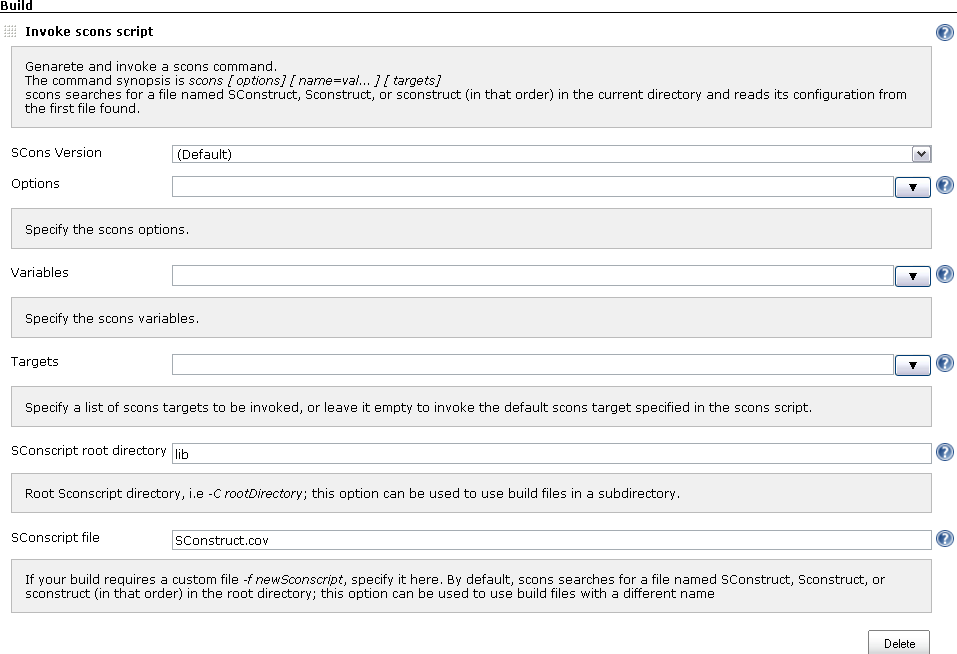 Build
Invoke scons script
Genarete and invoke a scons command.
The command synopsis is scons [ options] [ name=val... ] [ targets]
scons searches for a file named SConstruct, Sconstruct, or sconstruct (in that order) in the current directory and reads its configuration from
the first file found.
SCons Version
(Default)
Options
Specify the scons options.
Variables
Specify the scons variables.
Targets
Specify a list of scons targets to be invoked, or leave it empty to invoke the default scons target specified in the scons script.
SConscript root directory
lib
Root Sconscript directory, i.e -C rootDirectory; this option can be used to use build files in a subdirectory.
SConscript file
SConstruct.cov
If your build requires a custom file -f newSconscript, specify it here. By default, scons searches for a file named SConstruct, Sconstruct, or
sconstruct (in that order) in the root directory; this option can be used to use build files with a different name
Delete